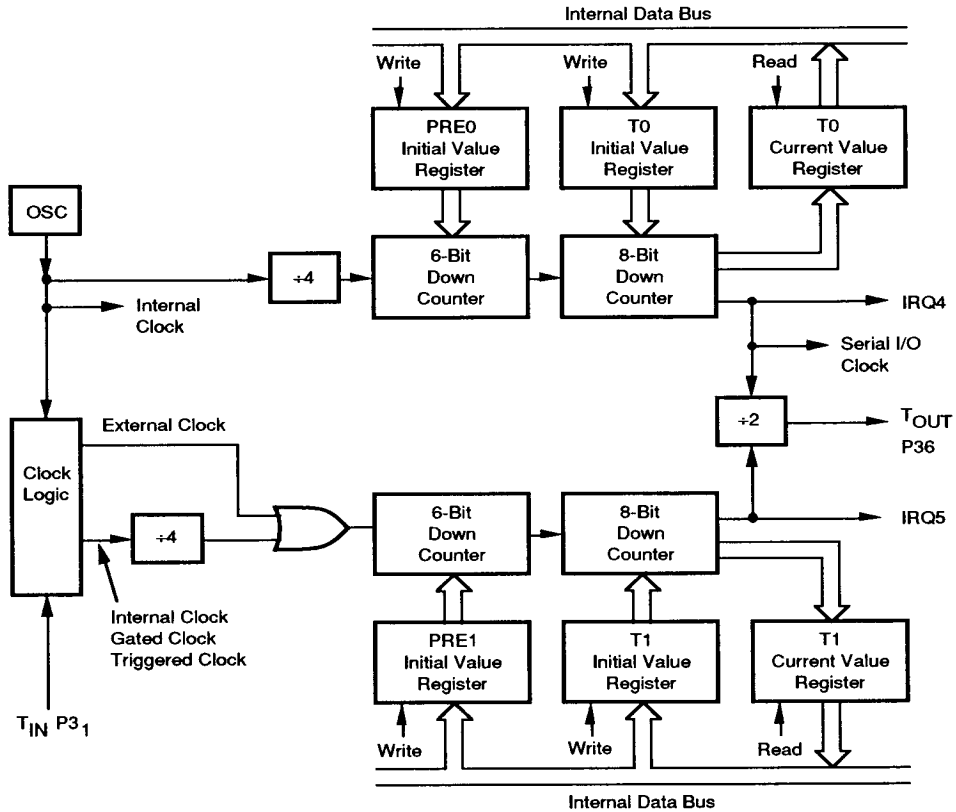 Internal Data Bus
Write
Write
Read
PRE0
Initial Value
Register
T0
Initial Value
Register
T0
Current Value
Register
OSC
÷4
6-Bit
Down
Counter
8-Bit
Down
Counter
Internal
Clock
IRQ4
Serial I/O
Clock
÷2
TOUT
P36
External Clock
Clock
Logic
÷4
6-Bit
Down
Counter
8-Bit
Down
Counter
IRQ5
Internal Clock
Gated Clock
Triggered Clock
PRE1
Initial Value
Register
T1
Initial Value
Register
T1
Current Value
Register
TIN P31
Write
Write
Read
Internal Data Bus